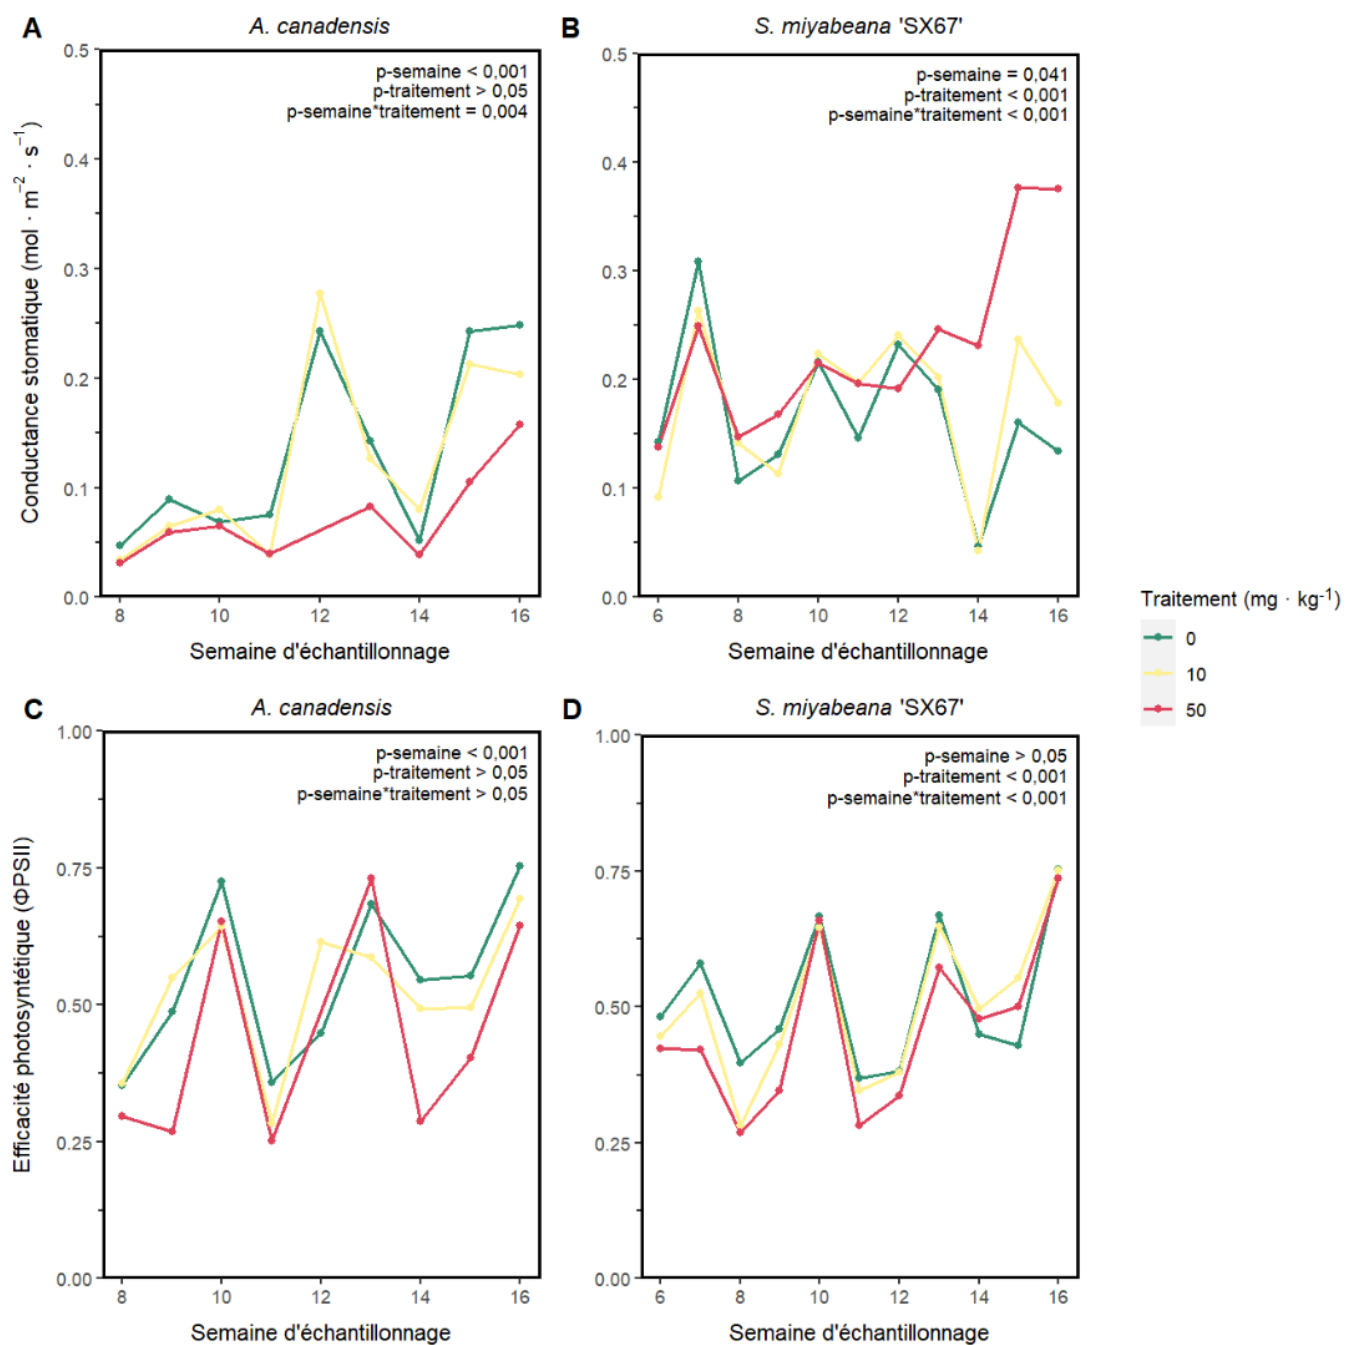 A
A. canadensis
p-semaine < 0,001
p-traitement > 0,05
p-semaine*traitement = 0,004
Conductance stomatique (mol · m⁻² · s⁻¹)
0.5
0.4
0.3
0.2
0.1
0.0
8 10 12 14 16
Semaine d'échantillonnage
B
S. miyabeana 'SX67'
p-semaine = 0,041
p-traitement < 0,001
p-semaine*traitement < 0,001
0.5
0.4
0.3
0.2
0.1
0.0
6 8 10 12 14 16
Semaine d'échantillonnage
Traitement (mg · kg⁻¹)
0
10
50
C
A. canadensis
p-semaine < 0,001
p-traitement > 0,05
p-semaine*traitement > 0,05
Efficacité photosyntétique (ΦPSII)
1.00
0.75
0.50
0.25
0.00
8 10 12 14 16
Semaine d'échantillonnage
D
S. miyabeana 'SX67'
p-semaine > 0,05
p-traitement < 0,001
p-semaine*traitement < 0,001
1.00
0.75
0.50
0.25
0.00
6 8 10 12 14 16
Semaine d'échantillonnage